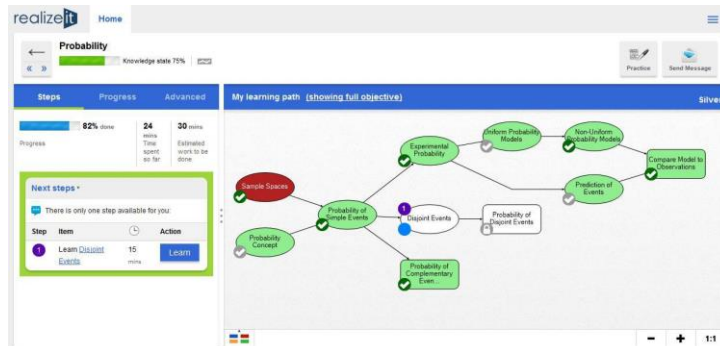 realizeit
Home
Probability
Knowledge state 75%
Practice
Send Message
Steps
Progress
Advanced
My learning path (showing full objective)
Silver
82% done
Progress
24
mins
Time
spent
so far
30 mins
Estimated
work to be
done
Next steps
There is only one step available for you
Step
Item
Action
1
Learn Disjoint
Events
15
mins
Learn
Sample Spaces
Probability
Concept
Probability of
Simple Events
Experimental
Probability
Uniform Probability
Models
Non-Uniform
Probability Models
Compare Model to
Observations
Prediction of
Events
1
Disjoint Events
Probability of
Disjoint Events
Probability of
Complementary
Even...
1:1